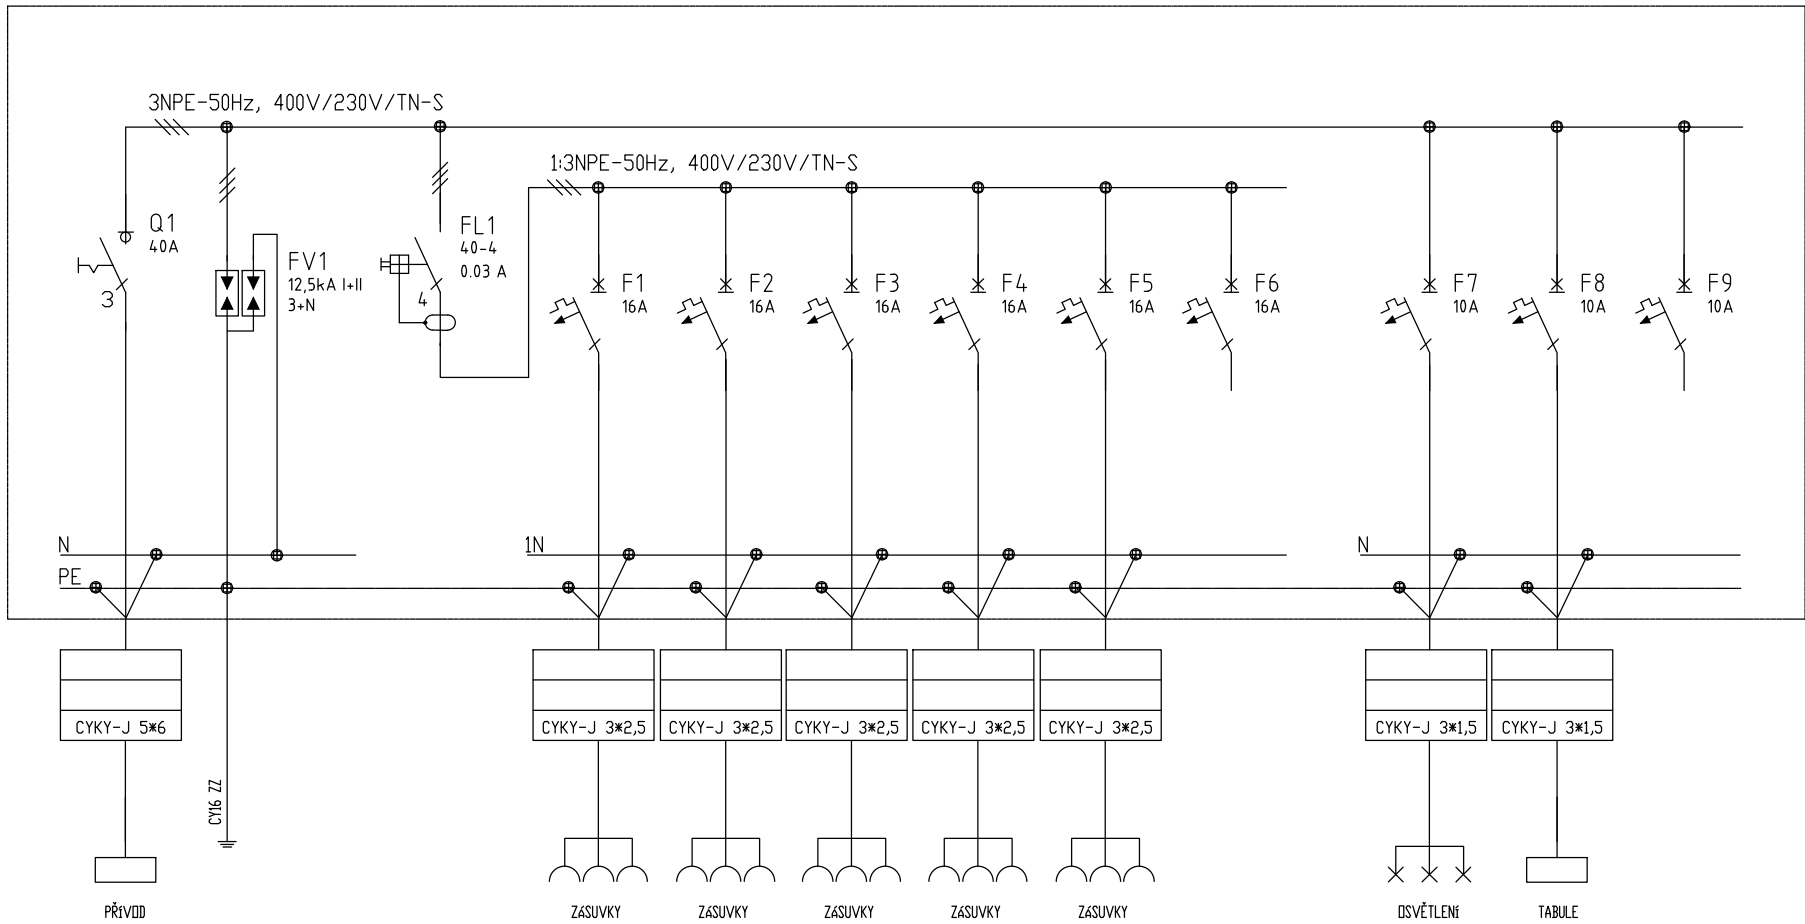 3NPE-50Hz, 400V/230V/TN-S
1:3NPE-50Hz, 400V/230V/TN-S
Q1
40A
3
FV1
12,5kA I+II
3+N
FL1
40-4
0.03 A
4
F1
16A
F2
16A
F3
16A
F4
16A
F5
16A
F6
16A
F7
10A
F8
10A
F9
10A
N
1N
N
PE
CYKY-J 5*6
CYKY-J 3*2,5
CYKY-J 3*2,5
CYKY-J 3*2,5
CYKY-J 3*2,5
CYKY-J 3*2,5
CYKY-J 3*1,5
CYKY-J 3*1,5
CY16 ZZ
PŘÍVOD
ZÁSUVKY
ZÁSUVKY
ZÁSUVKY
ZÁSUVKY
ZÁSUVKY
OSVĚTLENÍ
TABULE